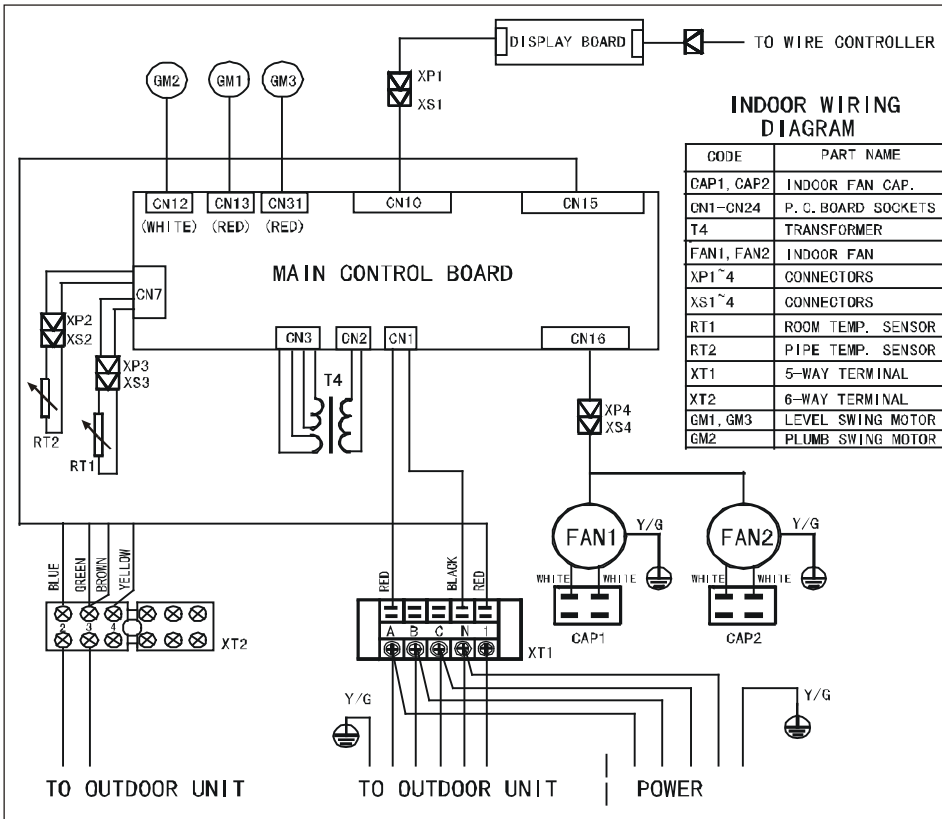 DISPLAY BOARD
TO WIRE CONTROLLER
GM2
GM1
GM3
XP1
XS1
INDOOR WIRING
DIAGRAM
CODE PART NAME
CAP1, CAP2 INDOOR FAN CAP.
CN1-CN24 P.C.BOARD SOCKETS
T4 TRANSFORMER
FAN1, FAN2 INDOOR FAN
XP1~4 CONNECTORS
XS1~4 CONNECTORS
RT1 ROOM TEMP. SENSOR
RT2 PIPE TEMP. SENSOR
XT1 5-WAY TERMINAL
XT2 6-WAY TERMINAL
GM1, GM3 LEVEL SWING MOTOR
GM2 PLUMB SWING MOTOR
CN12
CN13
CN31
CN10
CN15
(WHITE)
(RED)
(RED)
MAIN CONTROL BOARD
CN7
CN3
CN2
CN1
CN16
XP2
XS2
XP3
XS3
T4
RT2
RT1
XP4
XS4
FAN1
Y/G
FAN2
Y/G
WHITE
WHITE
WHITE
WHITE
CAP1
CAP2
BLUE
GREEN
BROWN
YELLOW
RED
BLACK
RED
2
3
4
XT2
A
B
C
N
1
XT1
Y/G
Y/G
TO OUTDOOR UNIT
TO OUTDOOR UNIT
POWER